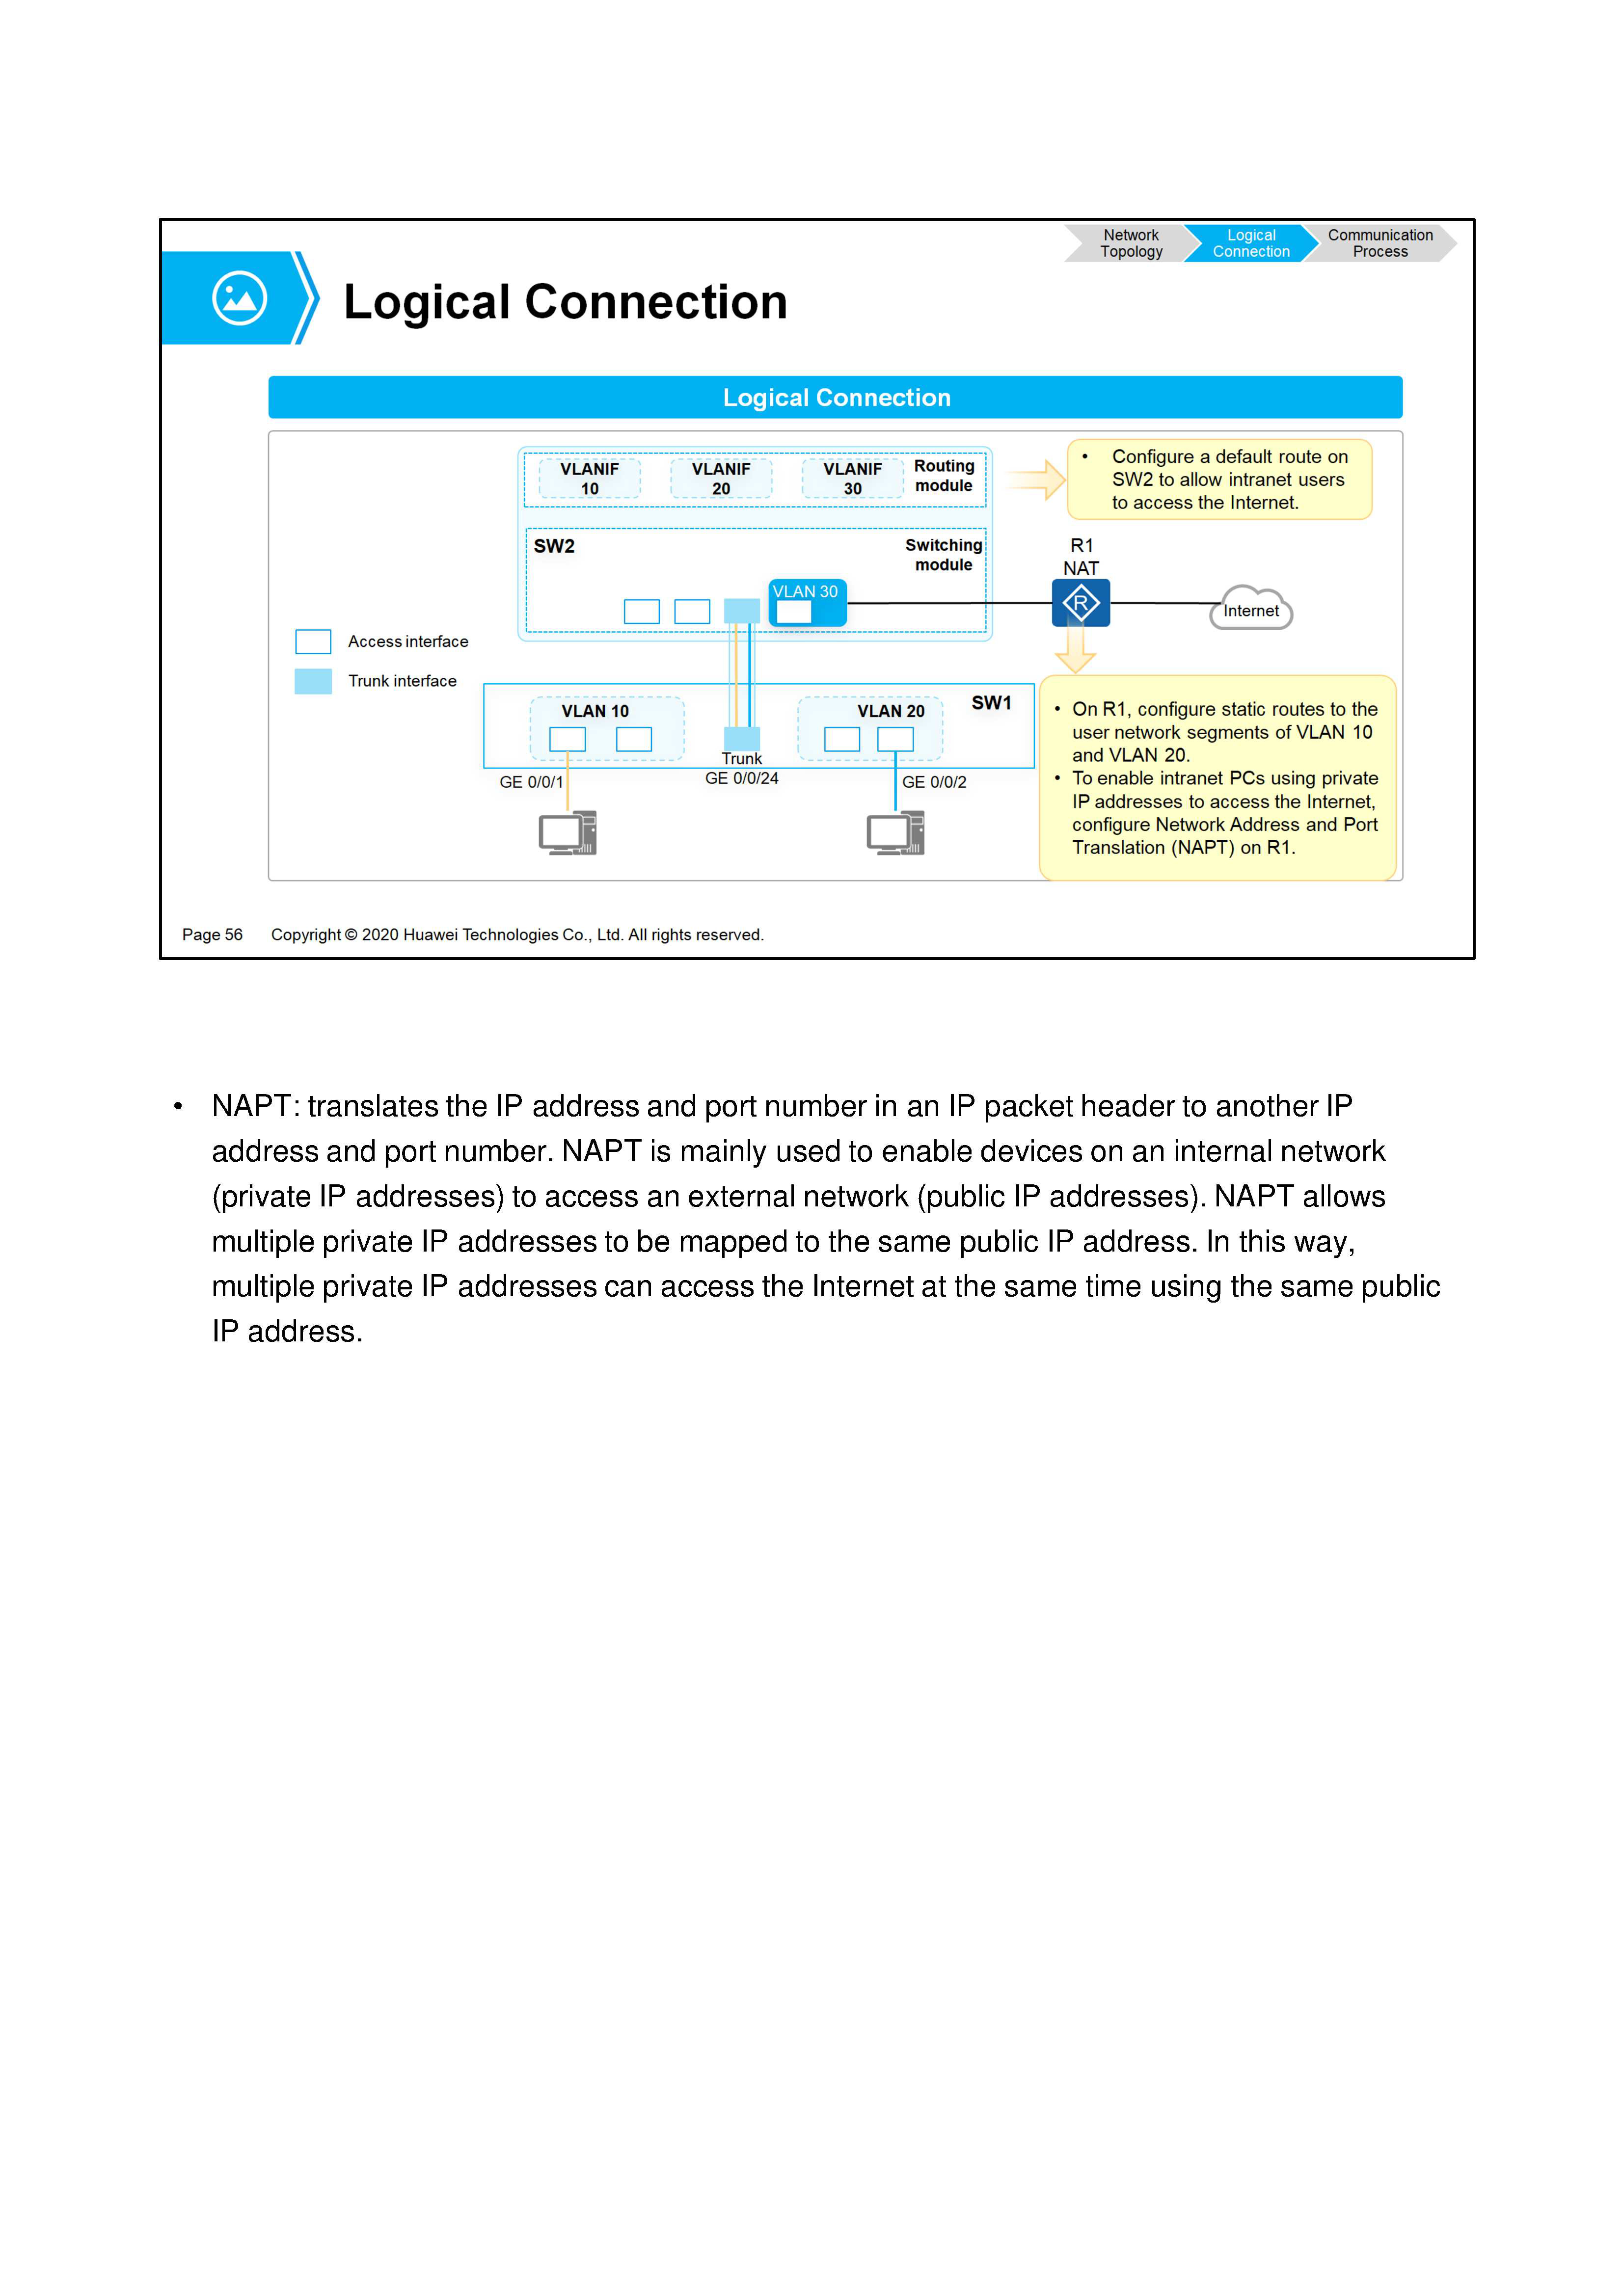 Network
Topology
Logical
Connection
Communication
Process
Logical Connection
Logical Connection
VLANIF
10
VLANIF
20
VLANIF
30
Routing
module
• Configure a default route on
SW2 to allow intranet users
to access the Internet.
SW2
Switching
module
VLAN 30
R1
NAT
R
Internet
Access interface
Trunk interface
VLAN 10
VLAN 20
SW1
Trunk
GE 0/0/24
GE 0/0/1
GE 0/0/2
• On R1, configure static routes to the
user network segments of VLAN 10
and VLAN 20.
• To enable intranet PCs using private
IP addresses to access the Internet,
configure Network Address and Port
Translation (NAPT) on R1.
Page 56 Copyright © 2020 Huawei Technologies Co., Ltd. All rights reserved.
• NAPT: translates the IP address and port number in an IP packet header to another IP
address and port number. NAPT is mainly used to enable devices on an internal network
(private IP addresses) to access an external network (public IP addresses). NAPT allows
multiple private IP addresses to be mapped to the same public IP address. In this way,
multiple private IP addresses can access the Internet at the same time using the same public
IP address.